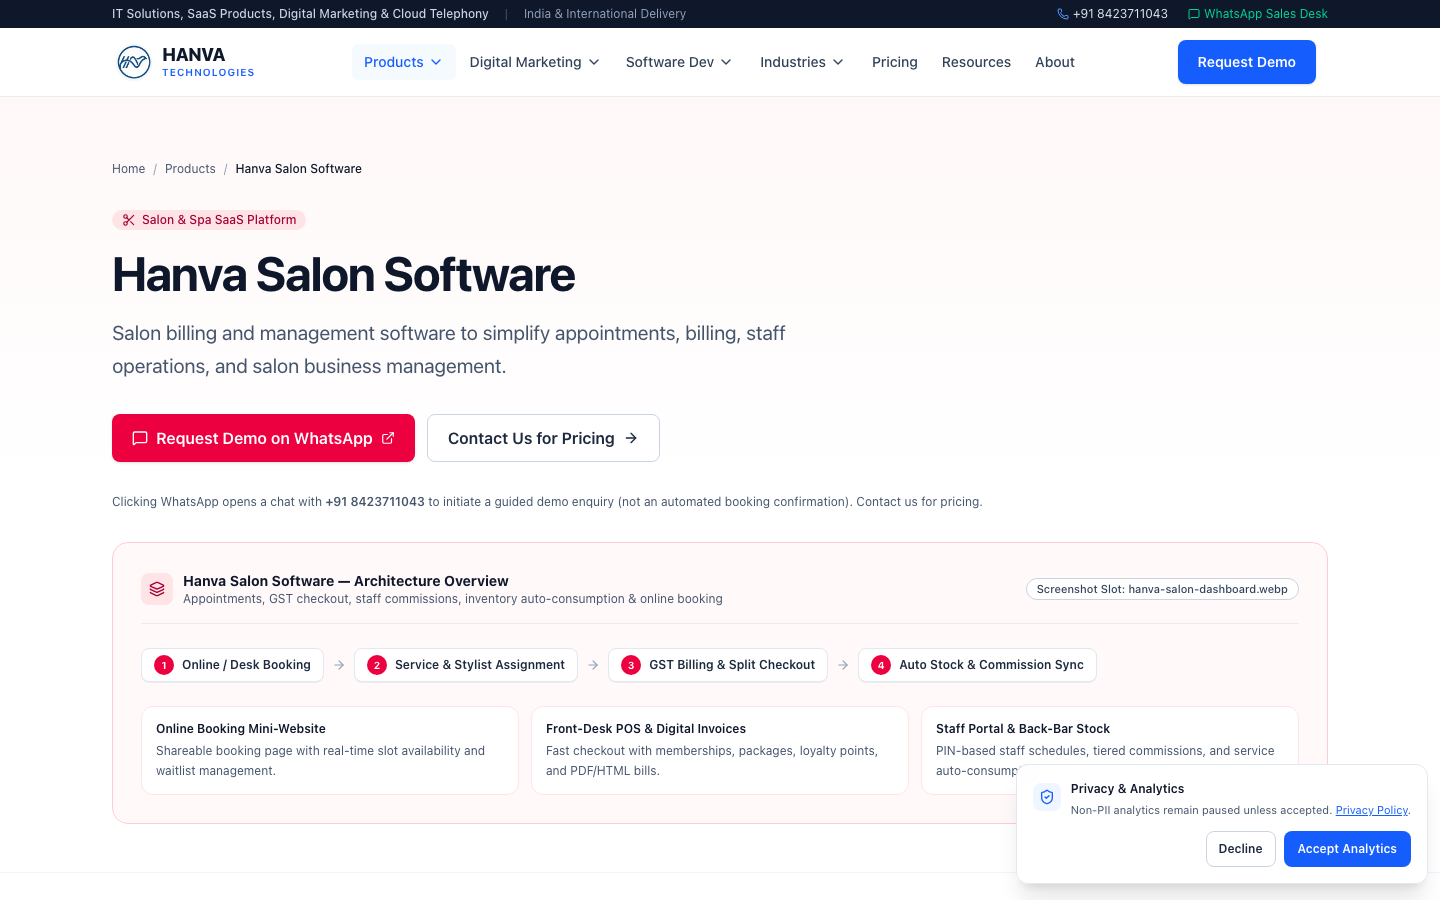 IT Solutions, SaaS Products, Digital Marketing & Cloud Telephony | India & International Delivery
+91 8423711043
WhatsApp Sales Desk
HANVA
TECHNOLOGIES
Products
Digital Marketing
Software Dev
Industries
Pricing
Resources
About
Request Demo
Home / Products / Hanva Salon Software
Salon & Spa SaaS Platform
Hanva Salon Software
Salon billing and management software to simplify appointments, billing, staff
operations, and salon business management.
Request Demo on WhatsApp
Contact Us for Pricing
Clicking WhatsApp opens a chat with +91 8423711043 to initiate a guided demo enquiry (not an automated booking confirmation). Contact us for pricing.
Hanva Salon Software — Architecture Overview
Appointments, GST checkout, staff commissions, inventory auto-consumption & online booking
Screenshot Slot: hanva-salon-dashboard.webp
1 Online / Desk Booking
2 Service & Stylist Assignment
3 GST Billing & Split Checkout
4 Auto Stock & Commission Sync
Online Booking Mini-Website
Shareable booking page with real-time slot availability and
waitlist management.
Front-Desk POS & Digital Invoices
Fast checkout with memberships, packages, loyalty points,
and PDF/HTML bills.
Staff Portal & Back-Bar Stock
PIN-based staff schedules, tiered commissions, and service
Privacy & Analytics
Non-PII analytics remain paused unless accepted. Privacy Policy.
Decline
Accept Analytics